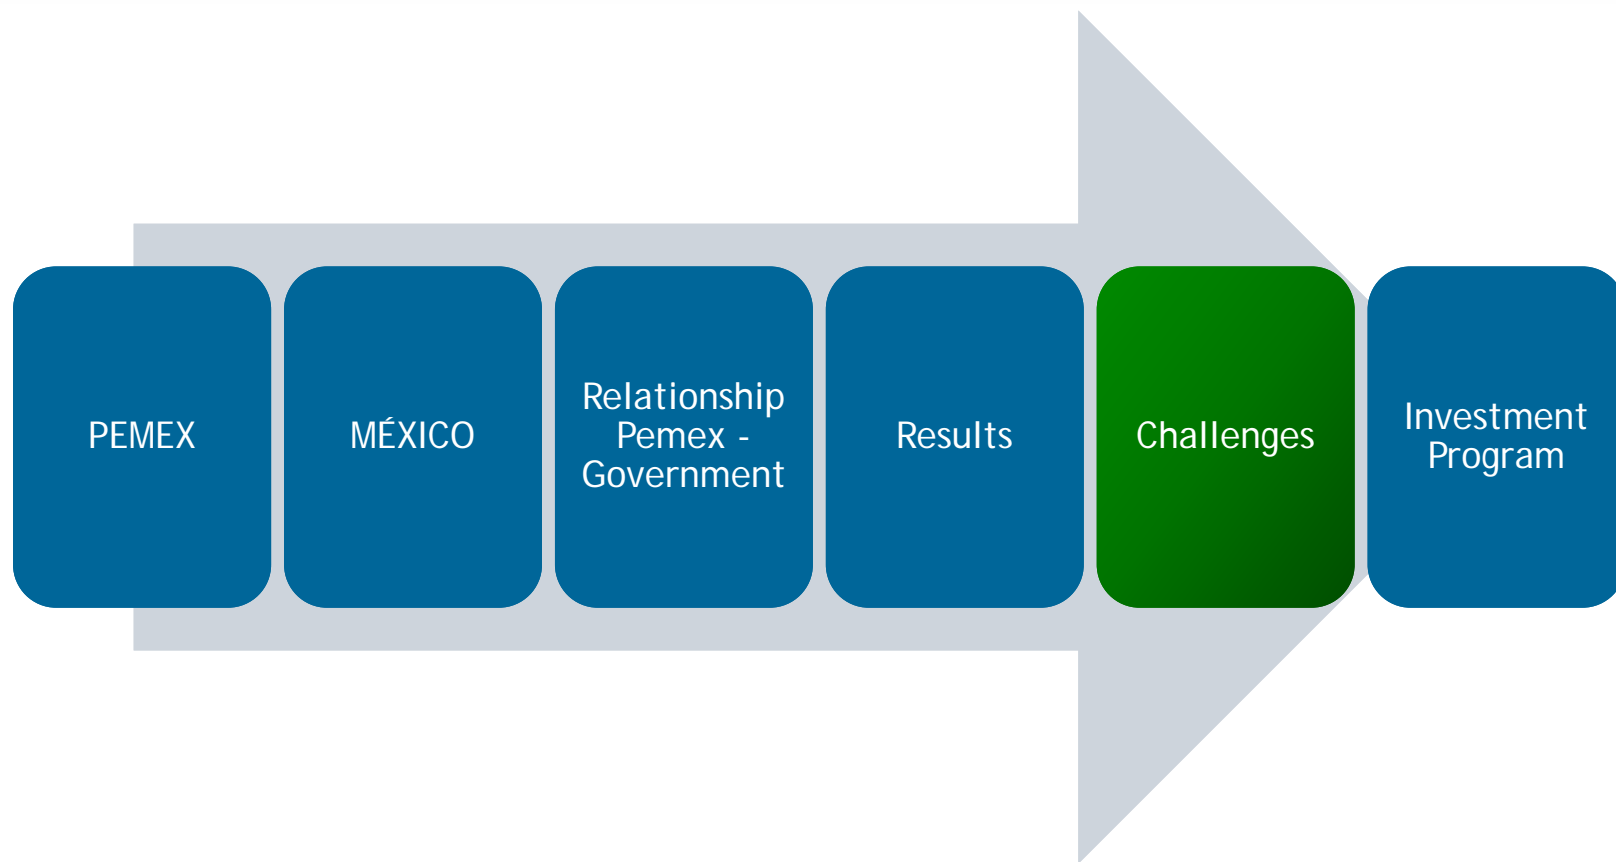 PEMEX
MÉXICO
Relationship
Pemex -
Government
Results
Challenges
Investment
Program